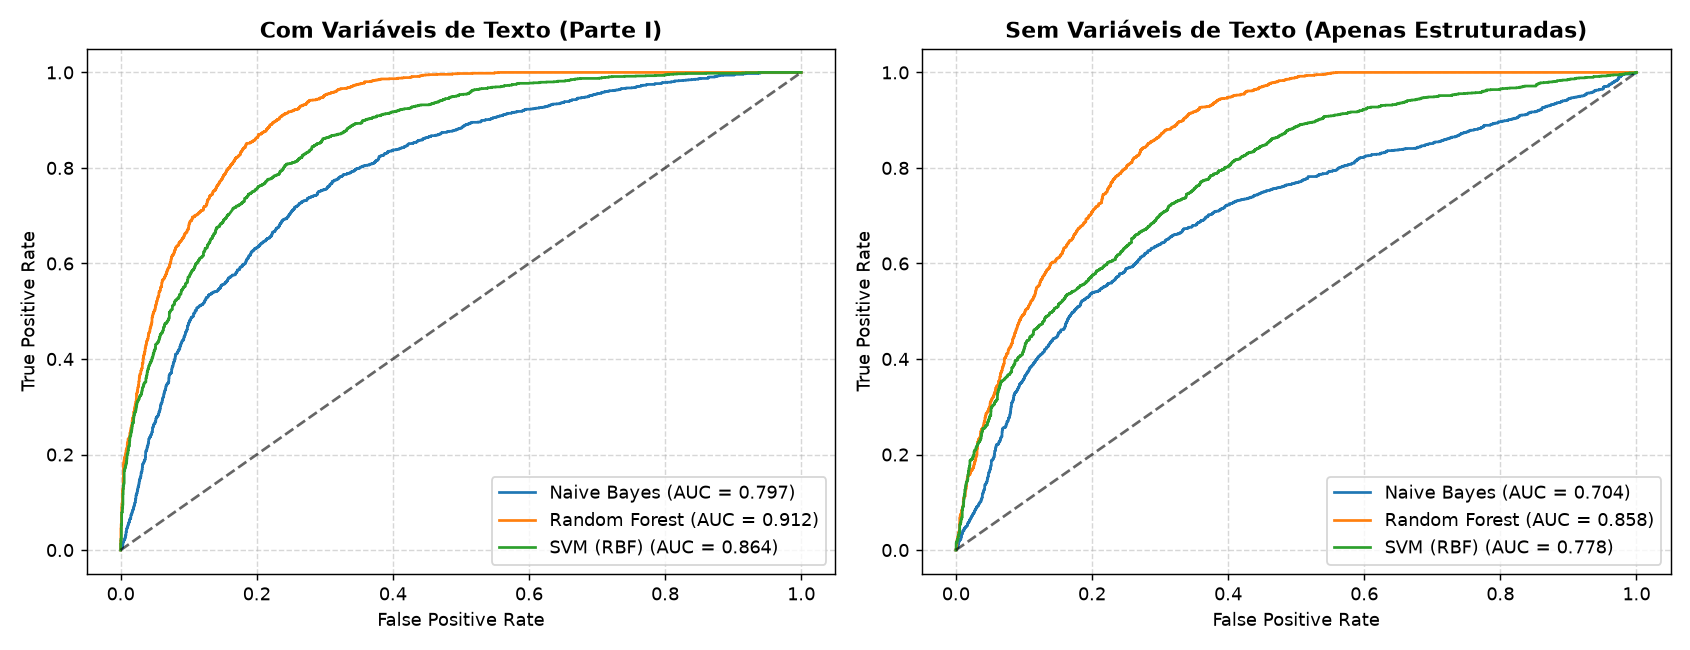 Com Variáveis de Texto (Parte I)
True Positive Rate
1.0
0.8
0.6
0.4
0.2
0.0
Naive Bayes (AUC = 0.797)
Random Forest (AUC = 0.912)
SVM (RBF) (AUC = 0.864)
0.0 0.2 0.4 0.6 0.8 1.0
False Positive Rate
Sem Variáveis de Texto (Apenas Estruturadas)
True Positive Rate
1.0
0.8
0.6
0.4
0.2
0.0
Naive Bayes (AUC = 0.704)
Random Forest (AUC = 0.858)
SVM (RBF) (AUC = 0.778)
0.0 0.2 0.4 0.6 0.8 1.0
False Positive Rate